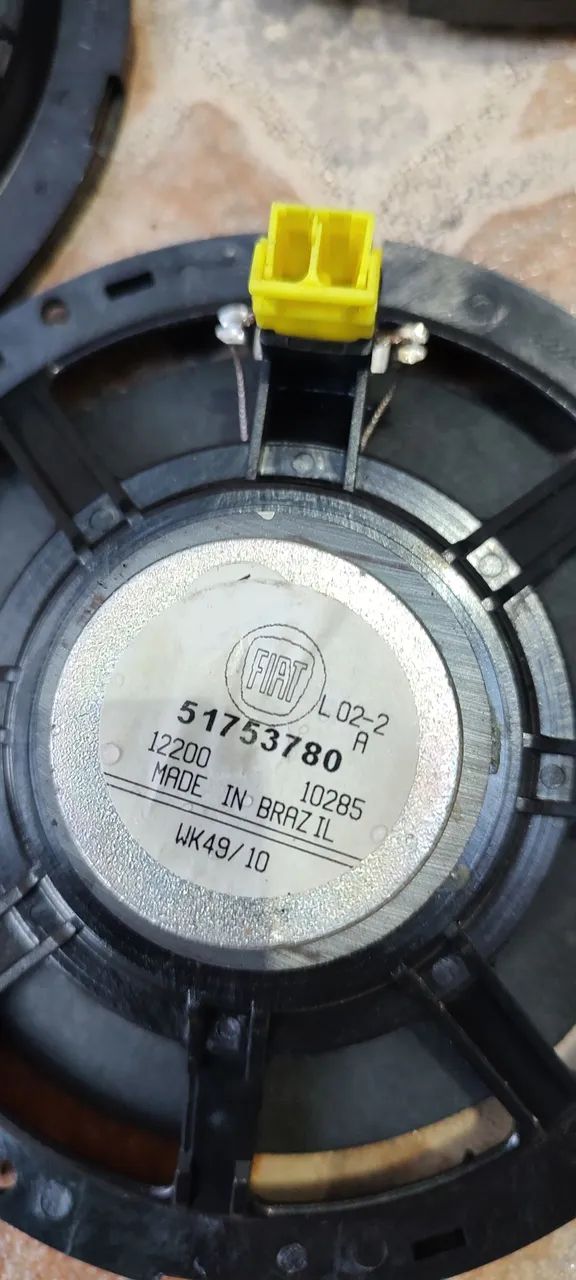 FIAT
L 02-2
51753780 A
12200 10285
MADE IN BRAZIL
WK49/10